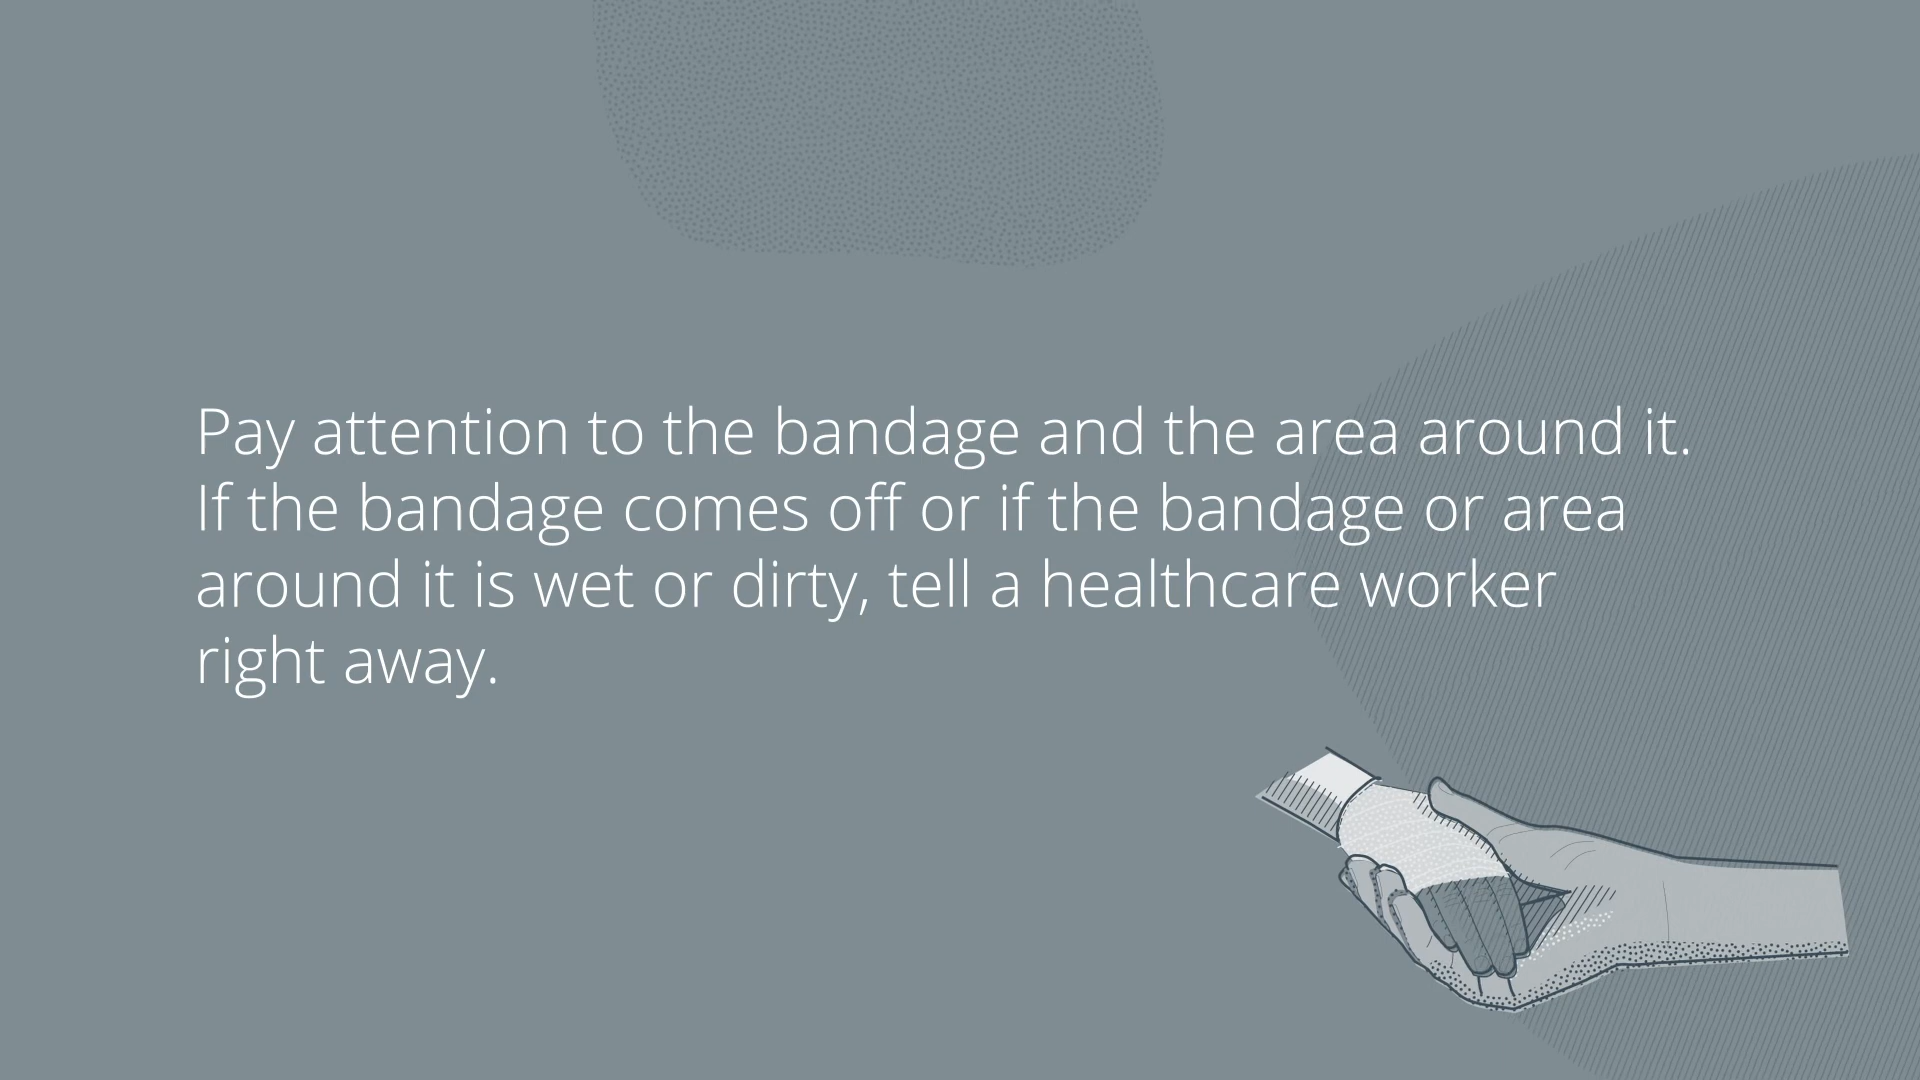 Pay attention to the bandage and the area around it.
If the bandage comes off or if the bandage or area
around it is wet or dirty, tell a healthcare worker
right away.